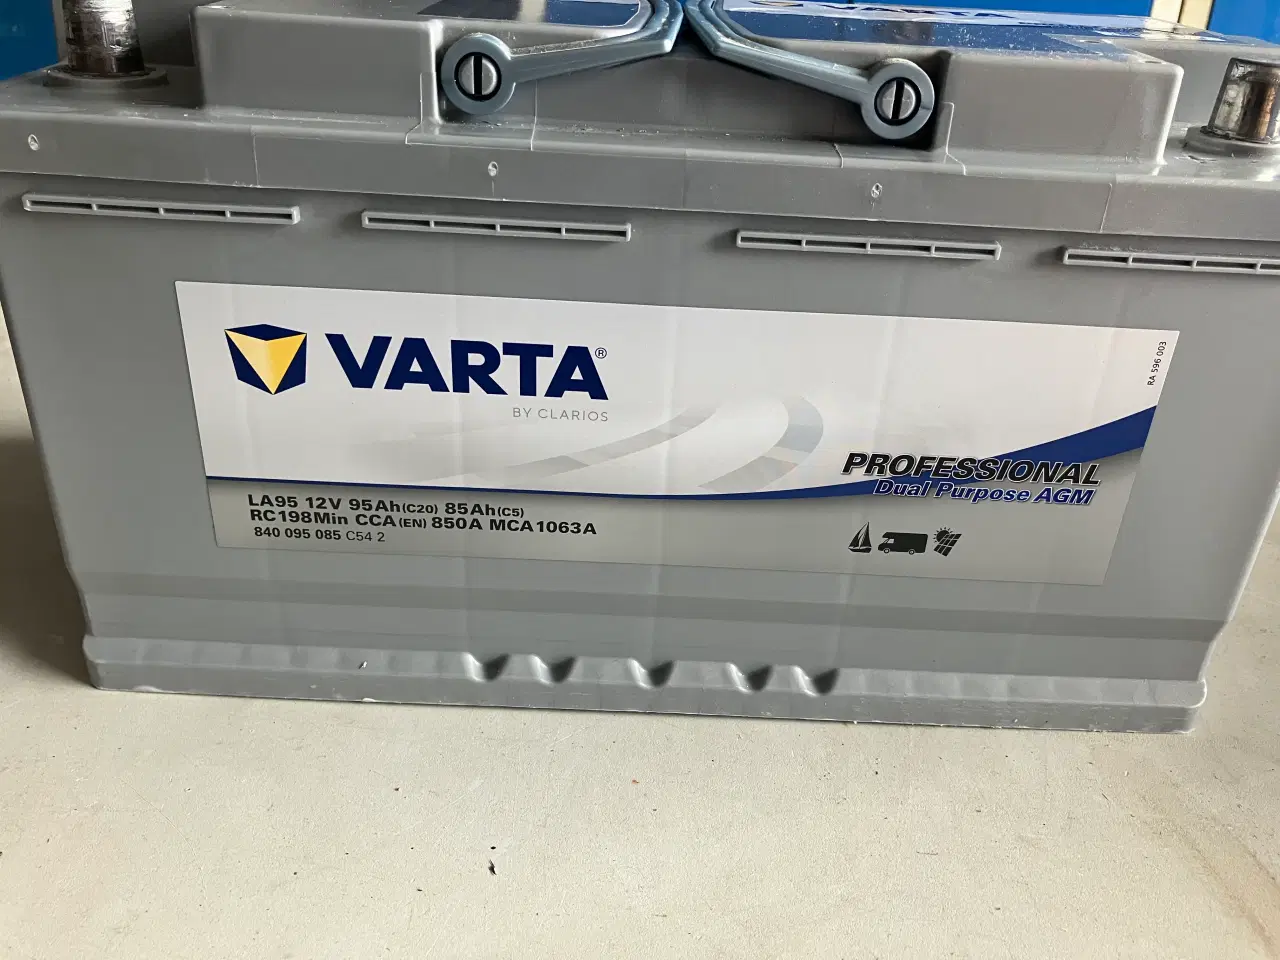 VARTA
VARTA®
BY CLARIOS
RA 596 003
PROFESSIONAL
Dual Purpose AGM
LA95 12V 95Ah(C20) 85Ah(C5)
RC198Min CCA(EN) 850A MCA1063A
840 095 085 C54 2